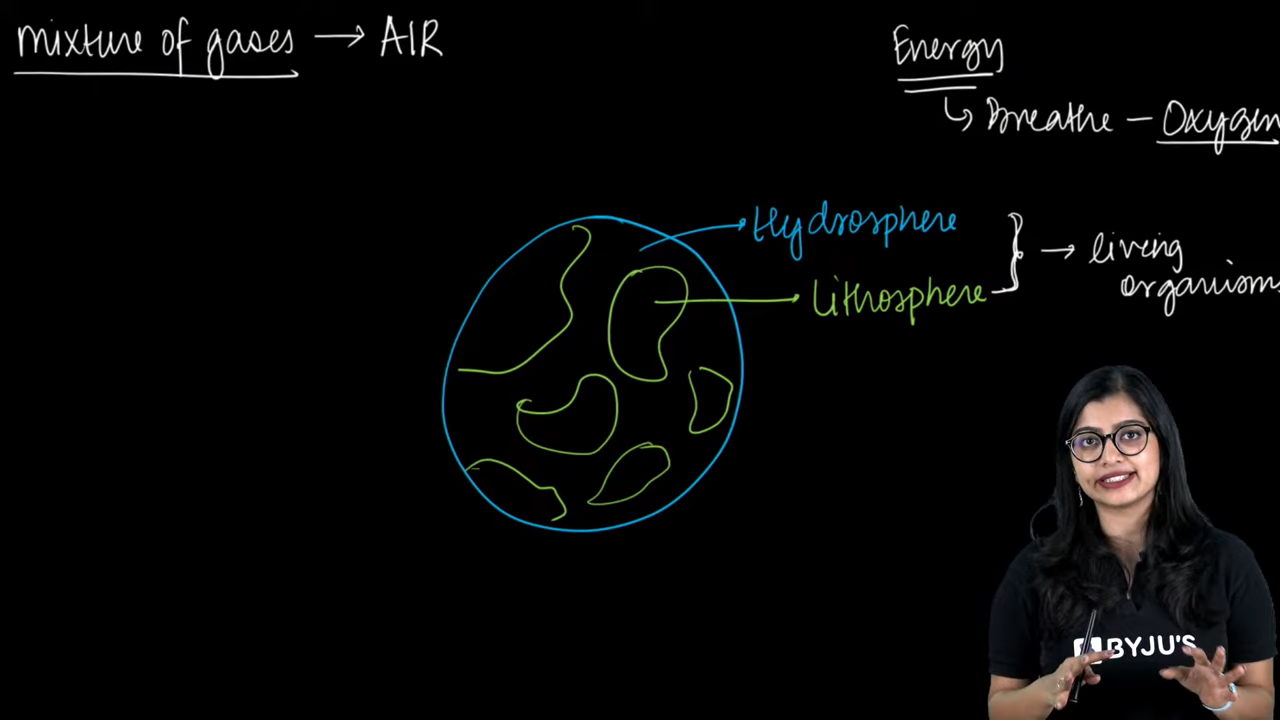 mixture of gases → AIR
Energy
↳ Breathe - Oxygen
Hydrosphere
Lithosphere
→ living
organisms
BYJU'S